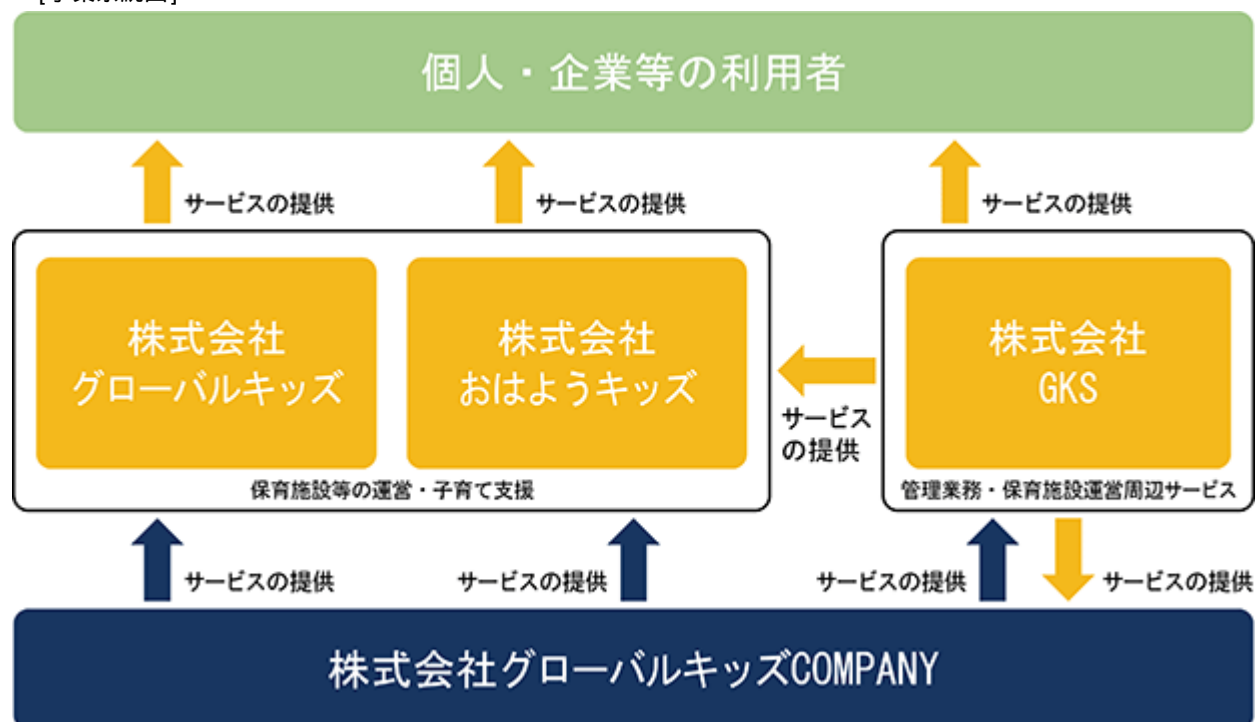 個人・企業等の利用者
サービスの提供
サービスの提供
サービスの提供
株式会社
グローバルキッズ
株式会社
おはようキッズ
保育施設等の運営・子育て支援
サービス
の提供
株式会社
GKS
管理業務・保育施設運営周辺サービス
サービスの提供
サービスの提供
サービスの提供
サービスの提供
株式会社グローバルキッズCOMPANY